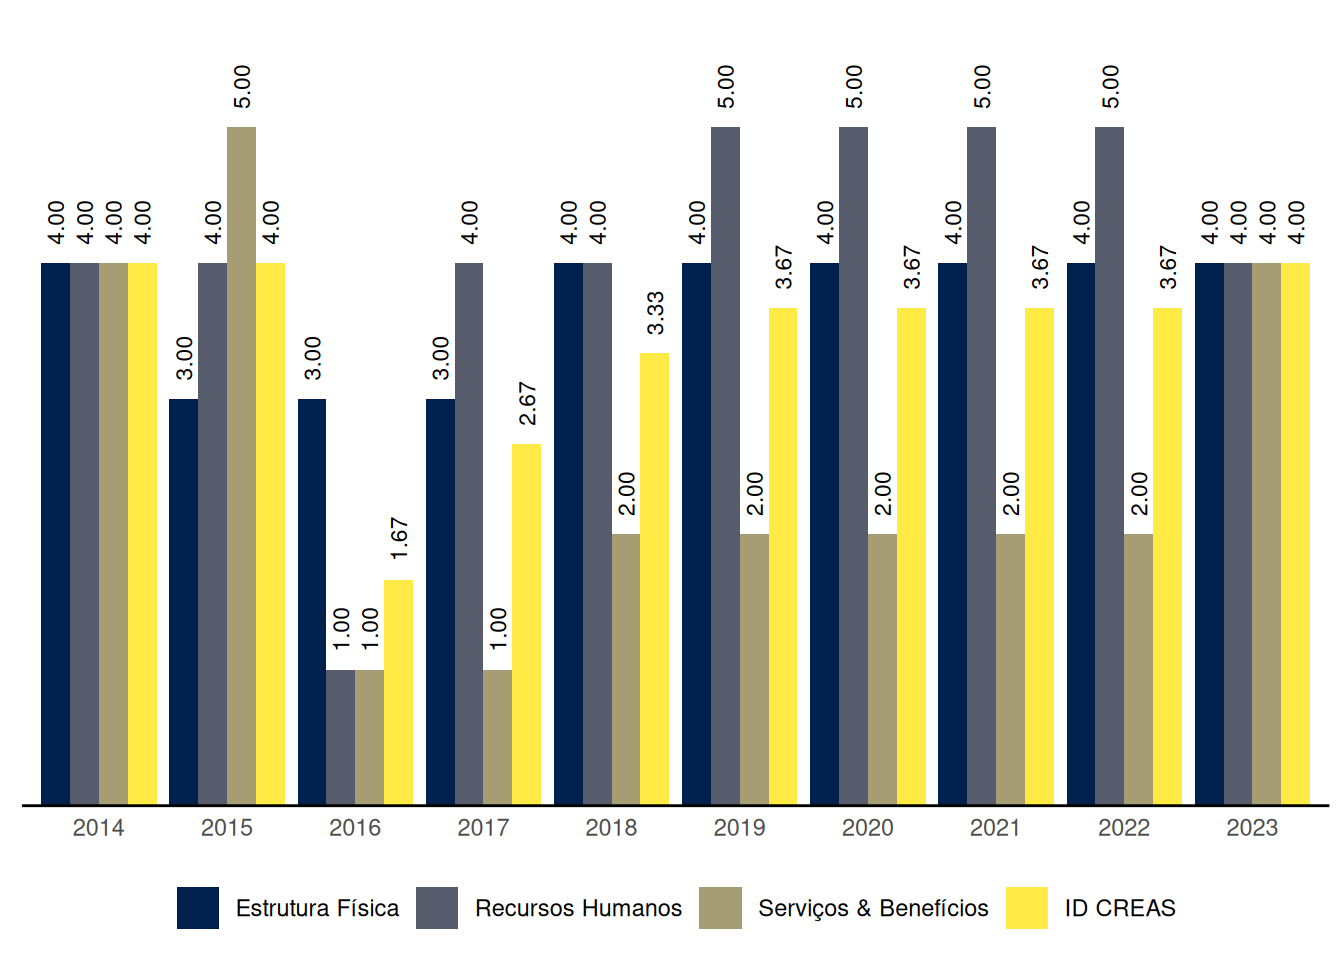 5.00 5.00 5.00 5.00 5.00
4.00 4.00 4.00 4.00 4.00 4.00 4.00 4.00 4.00 4.00 4.00 4.00 4.00 4.00 4.00 4.00 4.00
3.67 3.67 3.67 3.67
3.33
3.00 3.00 3.00
2.67
2.00 2.00 2.00 2.00 2.00
1.67
1.00 1.00 1.00
2014 2015 2016 2017 2018 2019 2020 2021 2022 2023
Estrutura Física Recursos Humanos Serviços & Benefícios ID CREAS